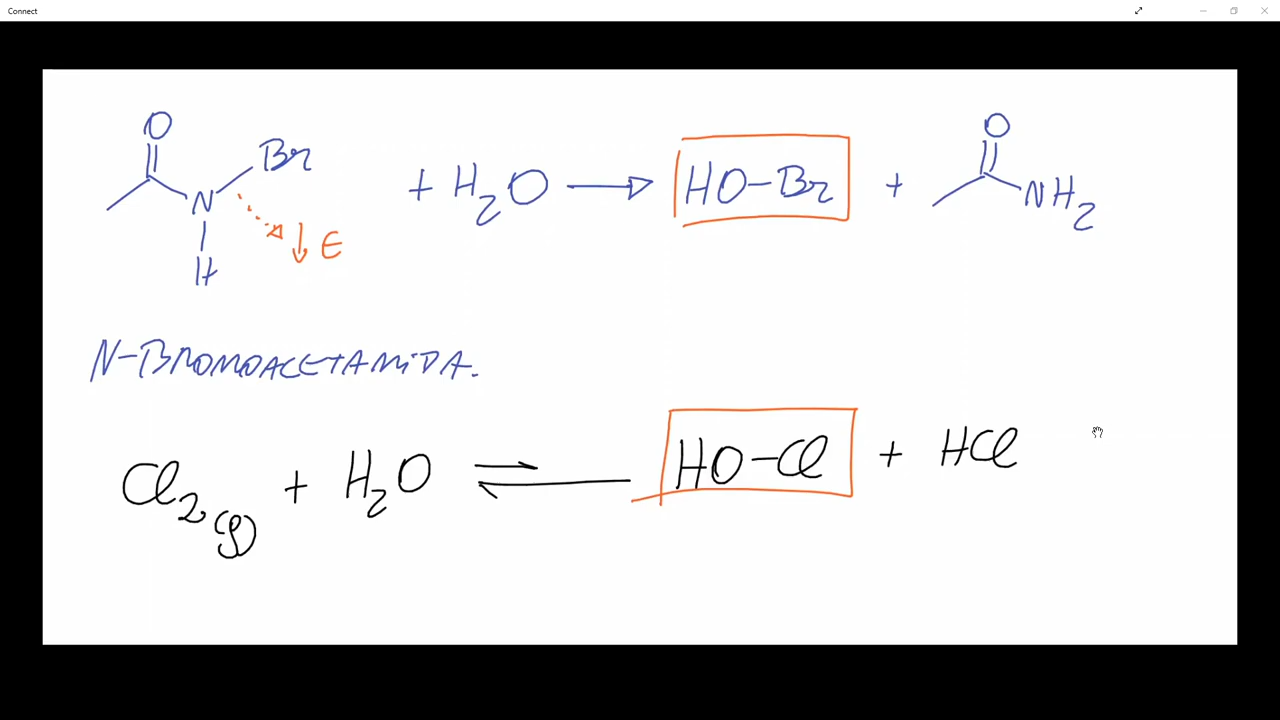 Connect
O O
Br
N + H2O → HO-Br + NH2
↓ E
H
N-BROMOACETAMIDA.
Cl2(g) + H2O ⇌ HO-Cl + HCl